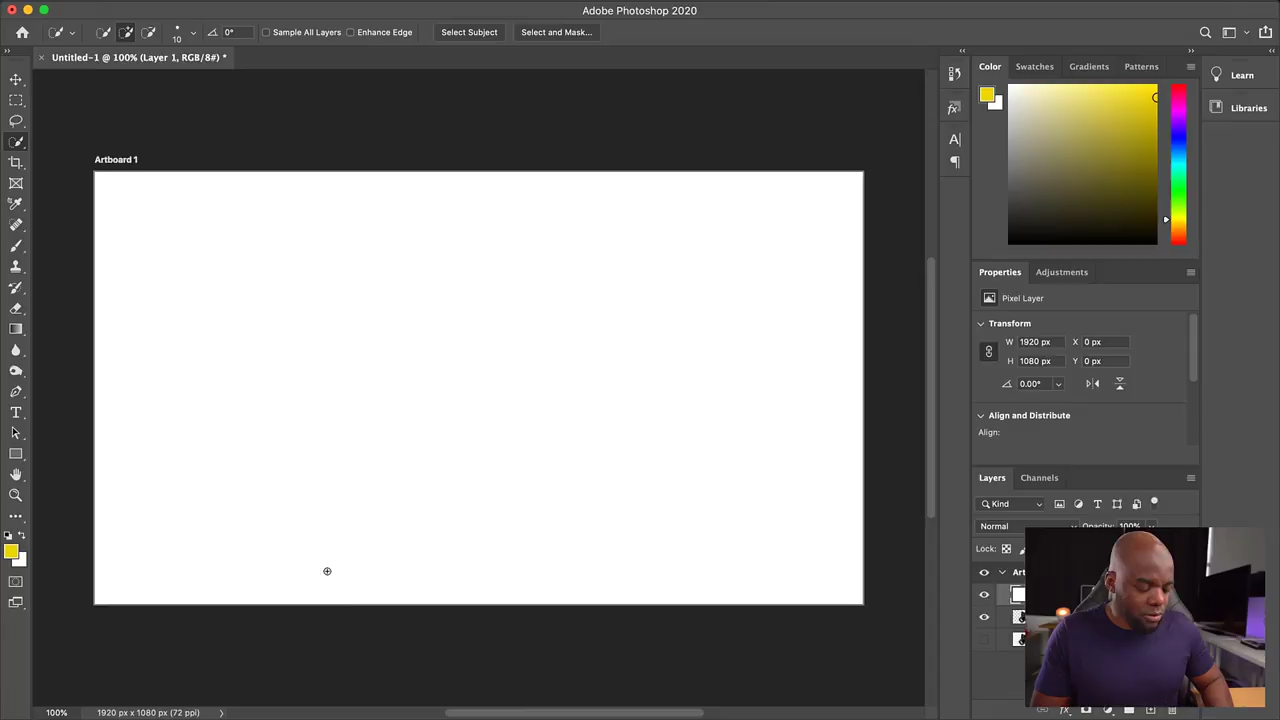 Adobe Photoshop 2020
10 0° Sample All Layers Enhance Edge Select Subject Select and Mask...
Untitled-1 @ 100% (Layer 1, RGB/8#) *
Artboard 1
100% 1920 px x 1080 px (72 ppi)
Color Swatches Gradients Patterns
Learn
Libraries
Properties Adjustments
Pixel Layer
Transform
W 1920 px X 0 px
H 1080 px Y 0 px
0.00°
Align and Distribute
Align:
Layers Channels
Kind
Normal Opacity: 100%
Lock: